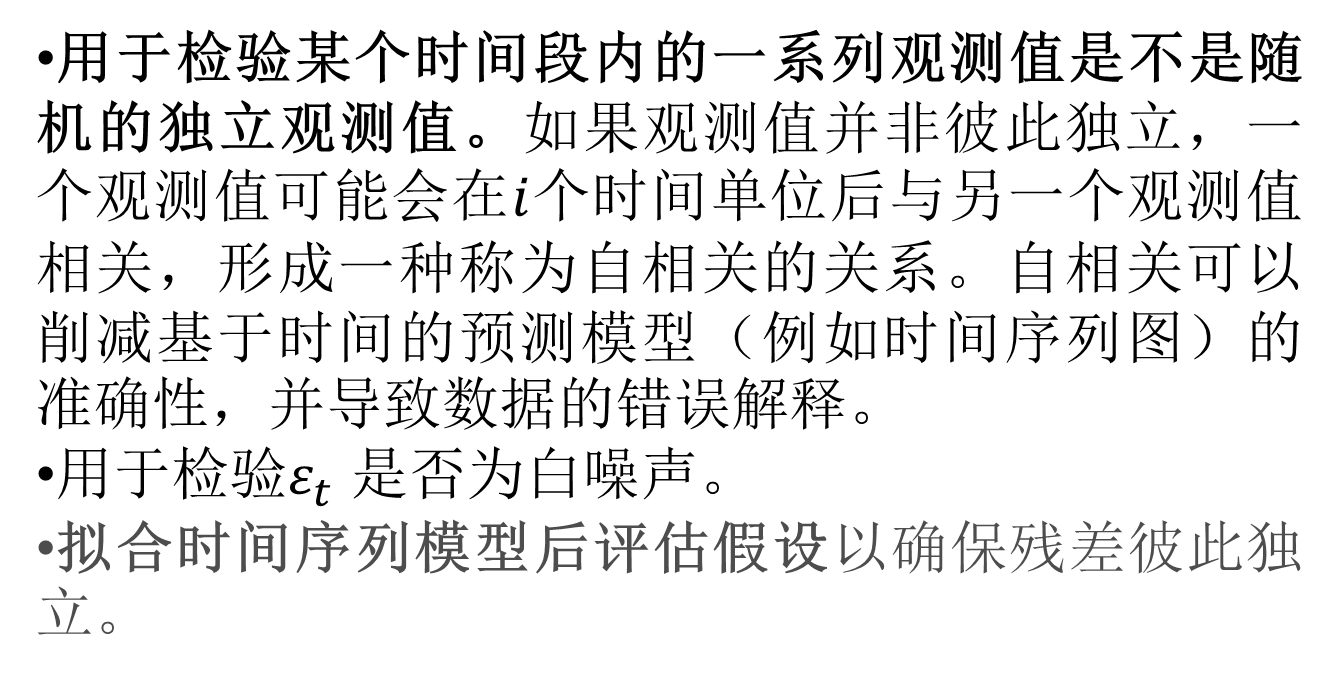 •用于检验某个时间段内的一系列观测值是不是随
机的独立观测值。如果观测值并非彼此独立，一
个观测值可能会在i个时间单位后与另一个观测值
相关，形成一种称为自相关的关系。自相关可以
削减基于时间的预测模型（例如时间序列图）的
准确性，并导致数据的错误解释。
•用于检验εₜ 是否为白噪声。
•拟合时间序列模型后评估假设以确保残差彼此独
立。